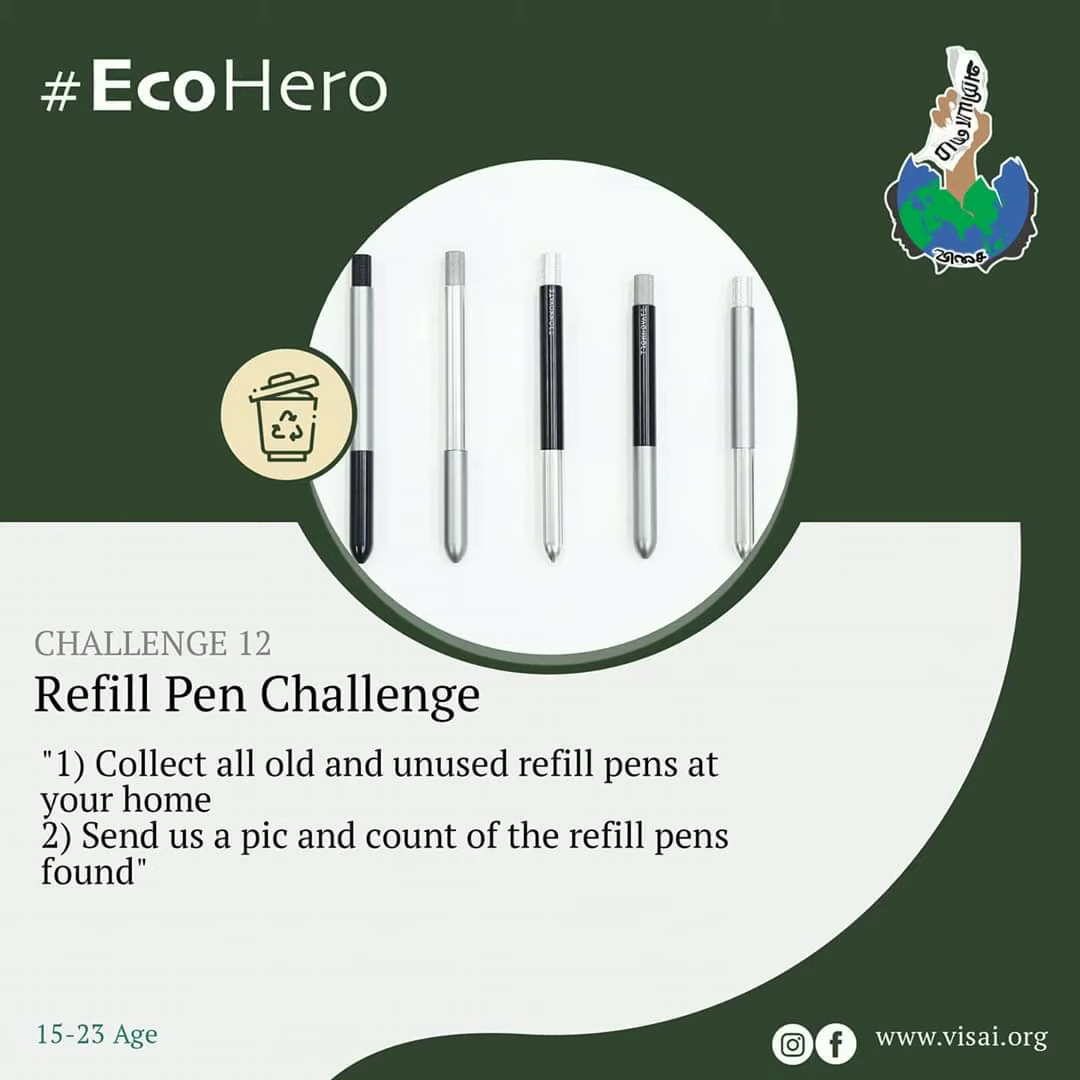 #EcoHero
விசை
CHALLENGE 12
Refill Pen Challenge
"1) Collect all old and unused refill pens at
your home
2) Send us a pic and count of the refill pens
found"
15-23 Age
www.visai.org